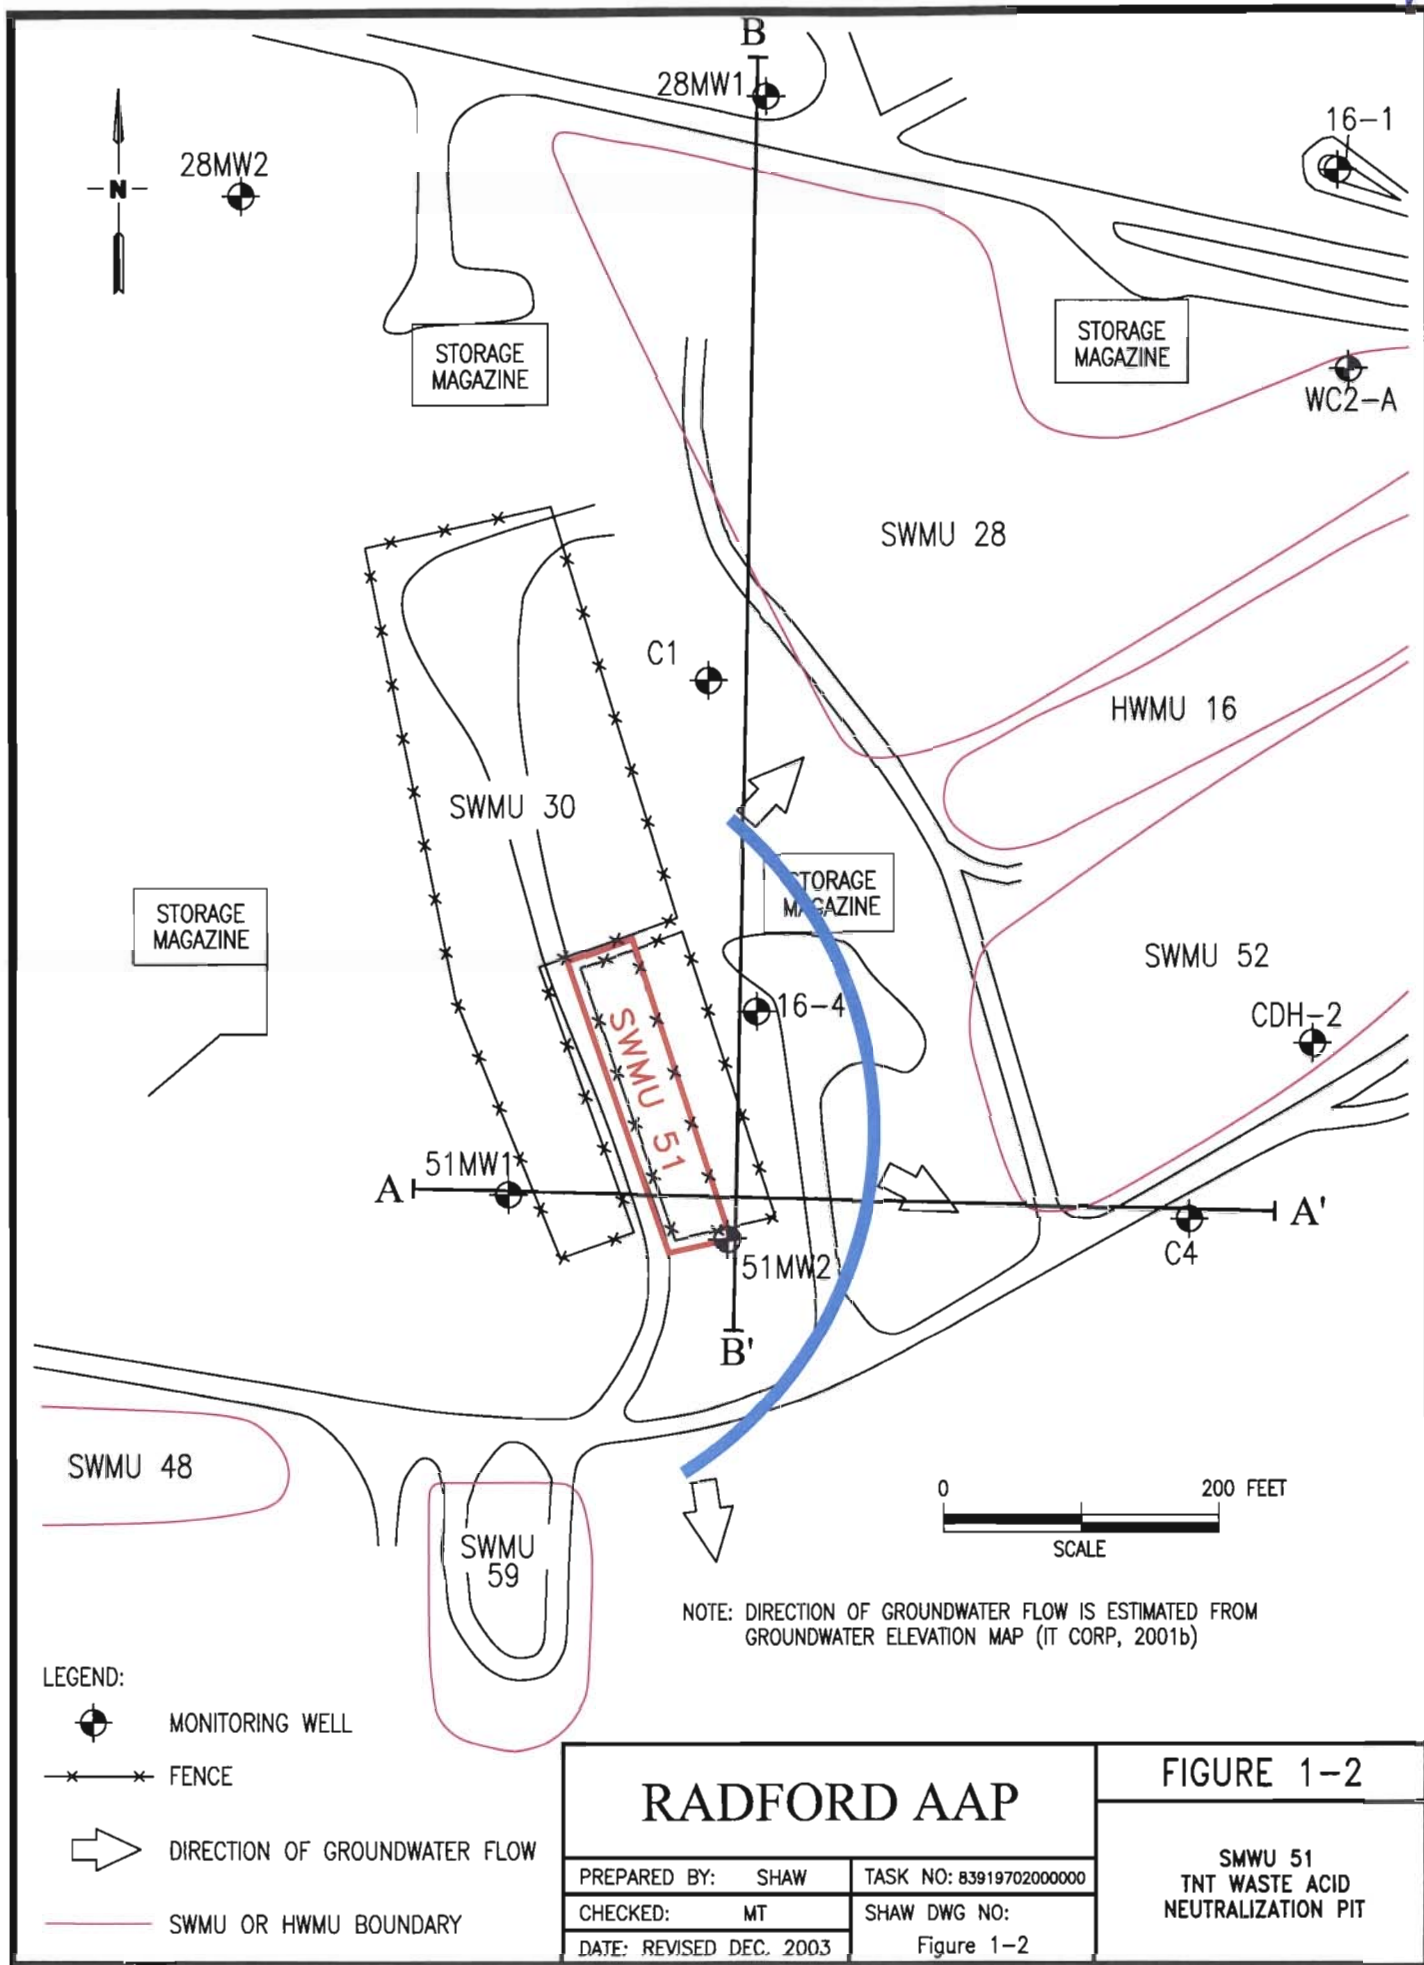 B
28MW1
16-1
28MW2
N
STORAGE
MAGAZINE
STORAGE
MAGAZINE
WC2-A
SWMU 28
C1
HWMU 16
SWMU 30
STORAGE
MAGAZINE
STORAGE
MAGAZINE
SWMU 52
16-4
CDH-2
SWMU 51
51MW1
A
A'
C4
51MW2
B'
SWMU 48
SWMU
59
0
200 FEET
SCALE
NOTE: DIRECTION OF GROUNDWATER FLOW IS ESTIMATED FROM
GROUNDWATER ELEVATION MAP (IT CORP, 2001b)
LEGEND:
MONITORING WELL
FENCE
DIRECTION OF GROUNDWATER FLOW
SWMU OR HWMU BOUNDARY
RADFORD AAP
PREPARED BY: SHAW
TASK NO: 83919702000000
CHECKED: MT
SHAW DWG NO:
Figure 1-2
DATE: REVISED DEC. 2003
FIGURE 1-2
SMWU 51
TNT WASTE ACID
NEUTRALIZATION PIT